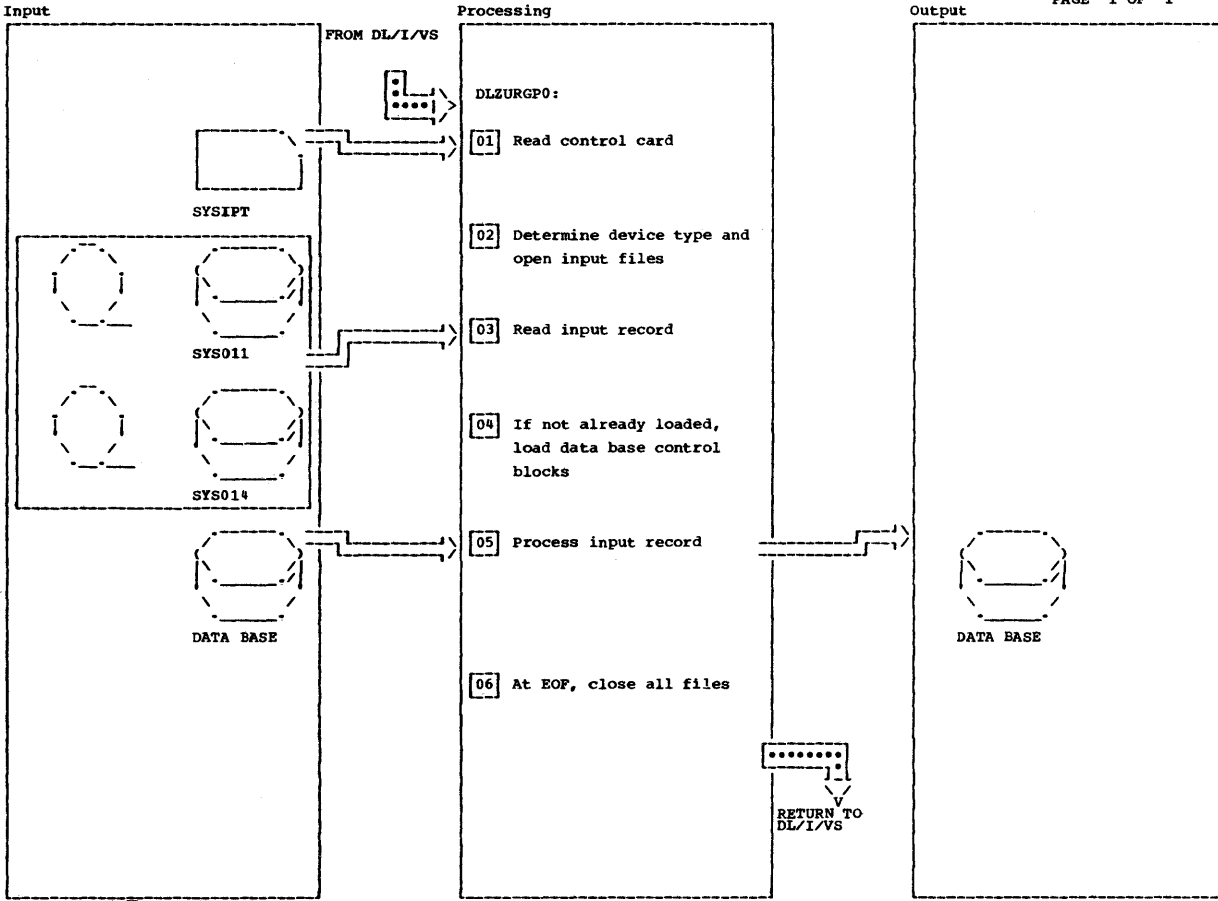 PAGE 1 OF 1
Input
Processing
Output
FROM DL/I/VS
DLZURGP0:
01 Read control card
SYSIPT
02 Determine device type and
open input files
03 Read input record
SYS011
04 If not already loaded,
load data base control
blocks
SYS014
05 Process input record
DATA BASE
DATA BASE
06 At EOF, close all files
RETURN TO
DL/I/VS